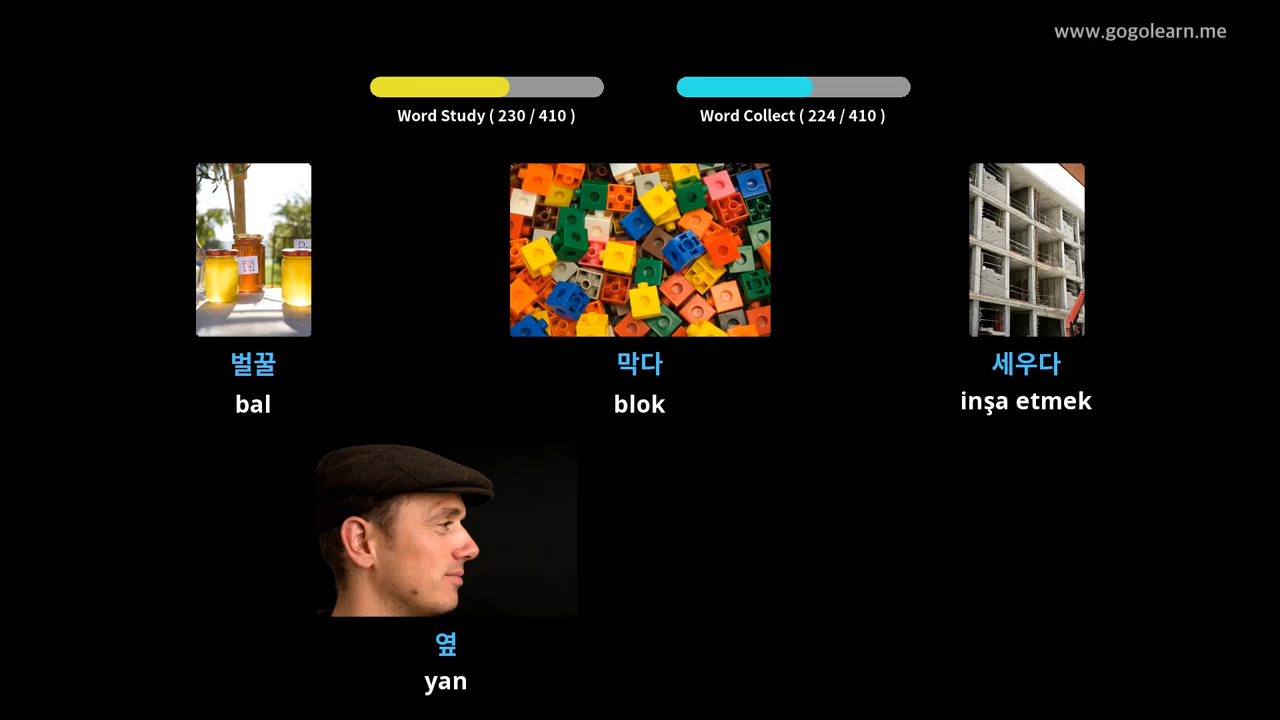 www.gogolearn.me
Word Study ( 230 / 410 )
Word Collect ( 224 / 410 )
벌꿀
bal
막다
blok
세우다
inşa etmek
옆
yan